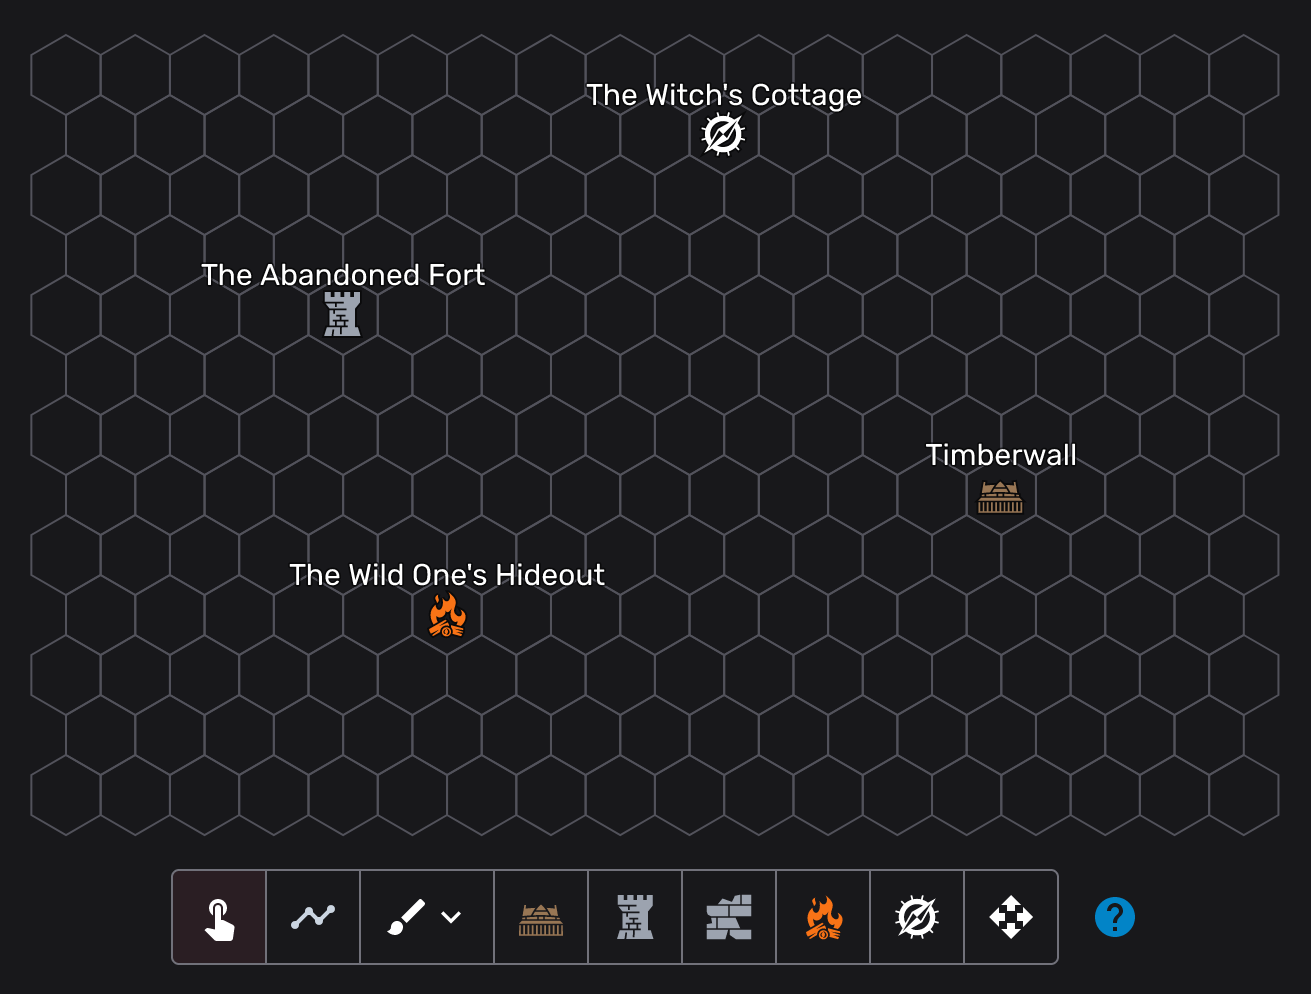 The Witch's Cottage
The Abandoned Fort
Timberwall
The Wild One's Hideout
?